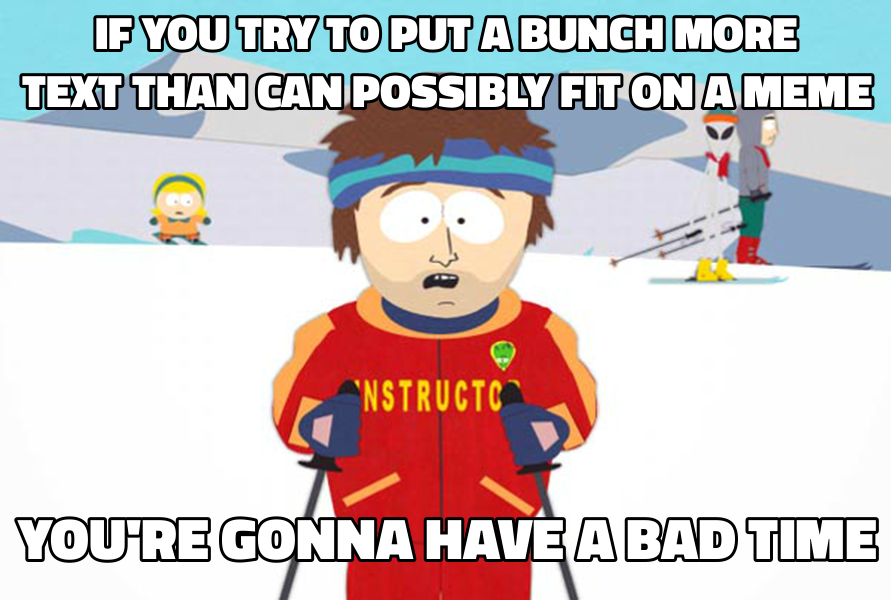 IF YOU TRY TO PUT A BUNCH MORE
TEXT THAN CAN POSSIBLY FIT ON A MEME
INSTRUCTO
YOU'RE GONNA HAVE A BAD TIME